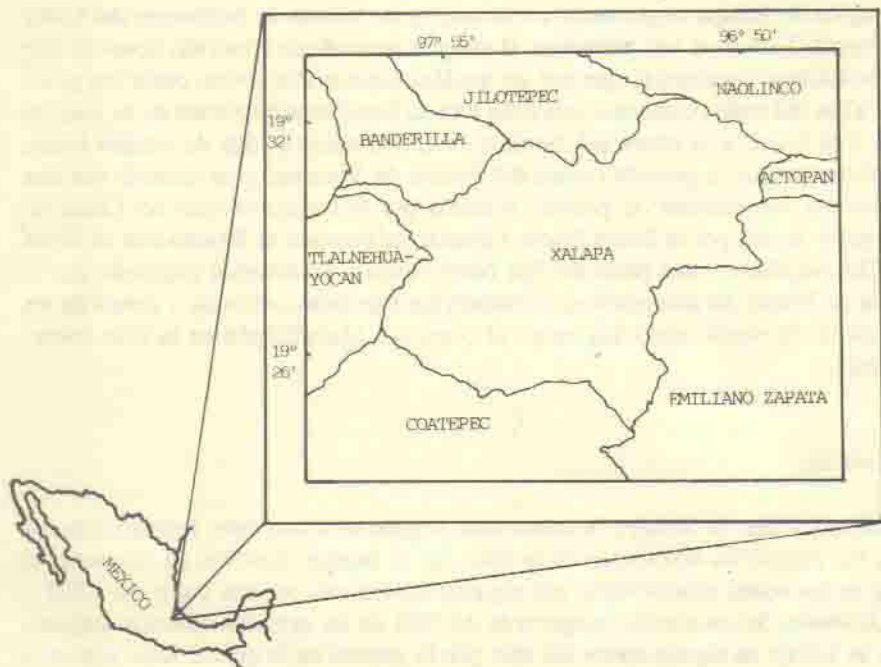 97° 55'
96° 50'
NAOLINCO
JILOTEPEC
19°
32'
BANDERILLA
ACTOPAN
TLALNEHUA-
YOCAN
XALAPA
19°
26'
EMILIANO ZAPATA
COATEPEC
MEXICO